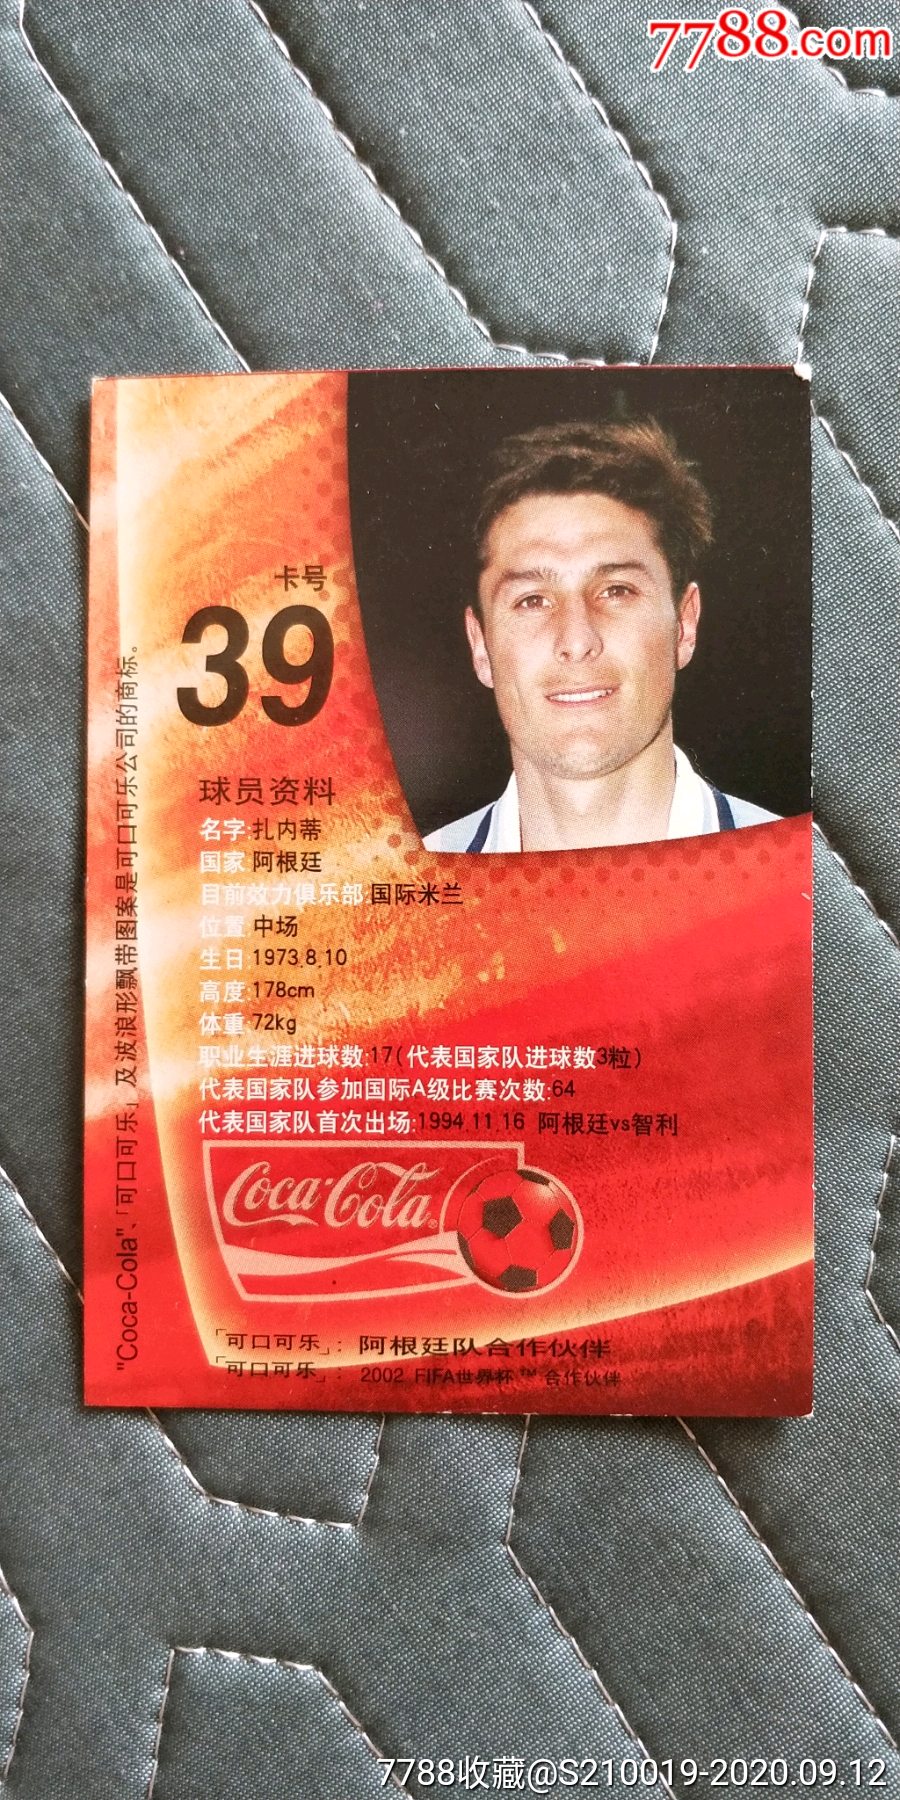 7788.com
卡号
39
球员资料
名字:扎内蒂
国家:阿根廷
目前效力俱乐部:国际米兰
位置:中场
生日:1973.8.10
高度:178cm
体重:72kg
职业生涯进球数:17(代表国家队进球数3粒)
代表国家队参加国际A级比赛次数:64
代表国家队首次出场:1994.11.16 阿根廷vs智利
Coca-Cola®
「可口可乐」: 阿根廷队合作伙伴
「可口可乐」: 2002 FIFA世界杯™ 合作伙伴
"Coca-Cola"、「可口可乐」及波浪形飘带图案是可口可乐公司的商标。
7788收藏@S210019-2020.09.12